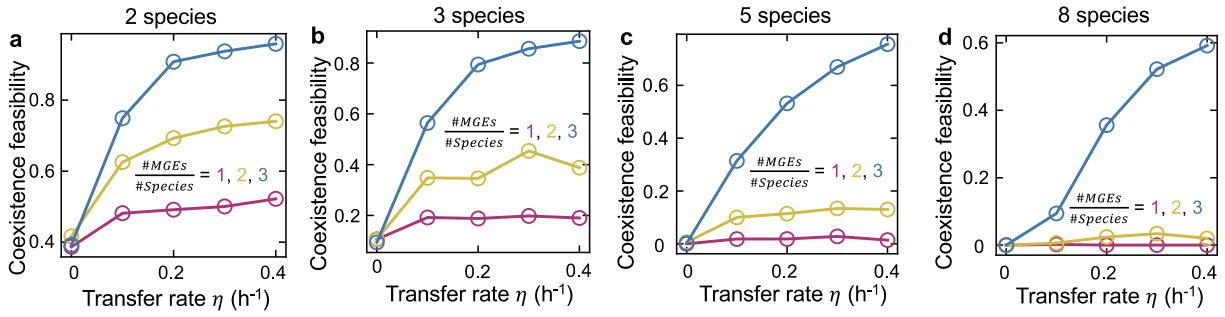 2 species
a
Coexistence feasibility
0.8
0.6
0.4
#MGEs
#Species
= 1, 2, 3
0
0.2
0.4
Transfer rate η (h-1)
3 species
b
Coexistence feasibility
0.8
0.6
0.4
0.2
#MGEs
#Species
= 1, 2, 3
0
0.2
0.4
Transfer rate η (h-1)
5 species
c
Coexistence feasibility
0.6
0.4
0.2
0
#MGEs
#Species
= 1, 2, 3
0
0.2
0.4
Transfer rate η (h-1)
8 species
d
Coexistence feasibility
0.6
0.4
0.2
0
#MGEs
#Species
= 1, 2, 3
0
0.2
0.4
Transfer rate η (h-1)